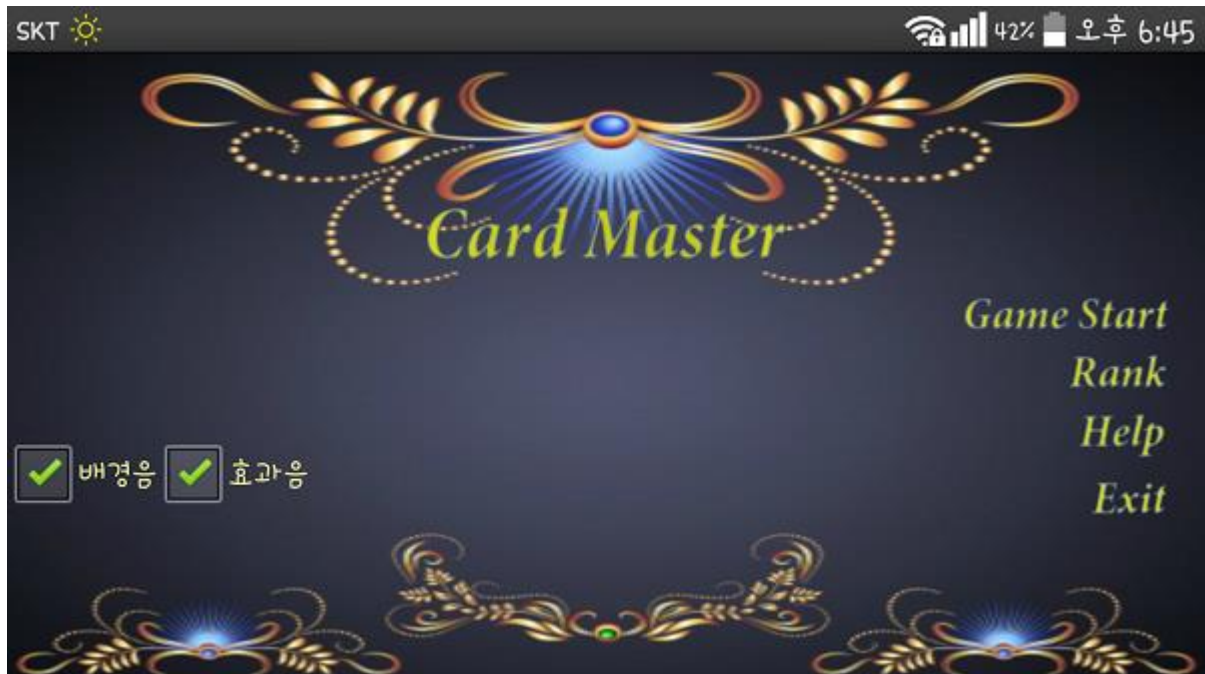 SKT 42% 오후 6:45
Card Master
Game Start
Rank
Help
배경음 효과음
Exit